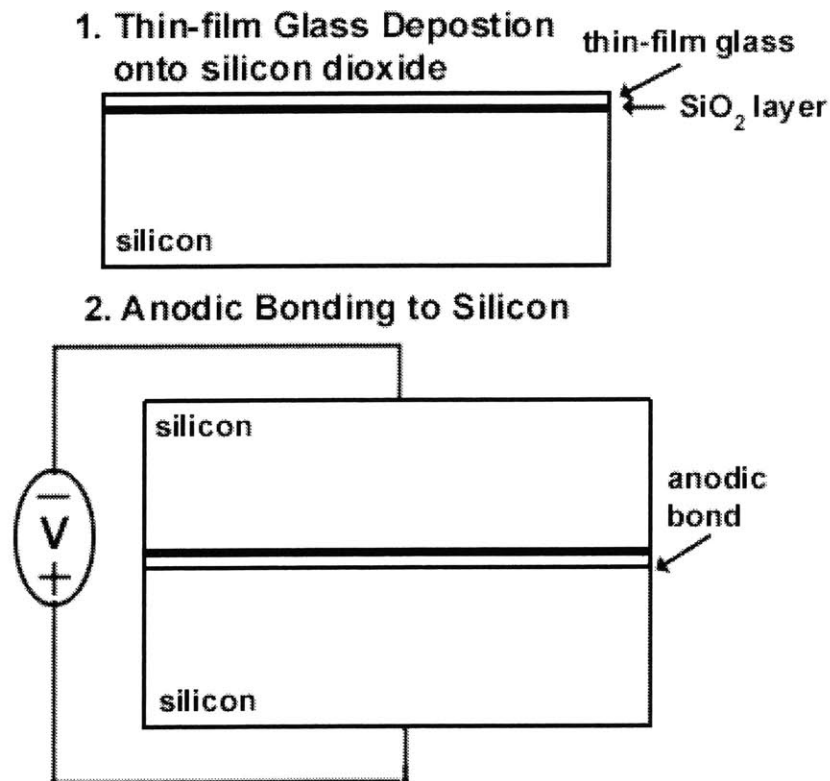 1. Thin-film Glass Depostion
onto silicon dioxide
thin-film glass
SiO₂ layer
silicon
2. Anodic Bonding to Silicon
silicon
anodic
bond
−
V
+
silicon